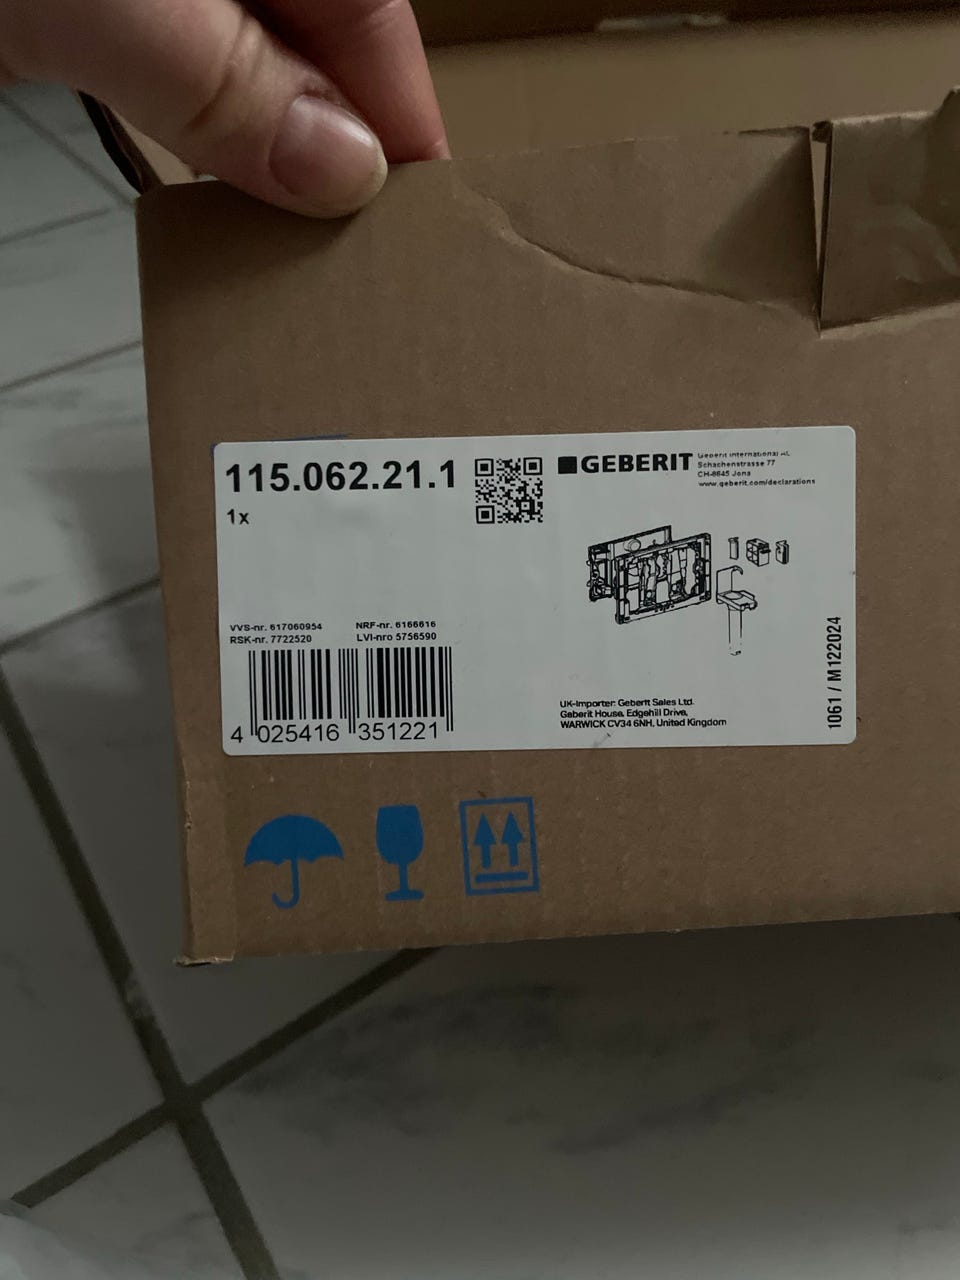 115.062.21.1
1x
GEBERIT
Geberit International AG,
Schachenstrasse 77
CH-8645 Jona
www.geberit.com/declarations
VVS-nr. 617060954
NRF-nr. 6166616
RSK-nr. 7722520
LVI-nro 5756590
4 025416 351221
UK-Importer: Geberit Sales Ltd.
Geberit House, Edgehill Drive,
WARWICK CV34 6NH, United Kingdom
1061 / M122024